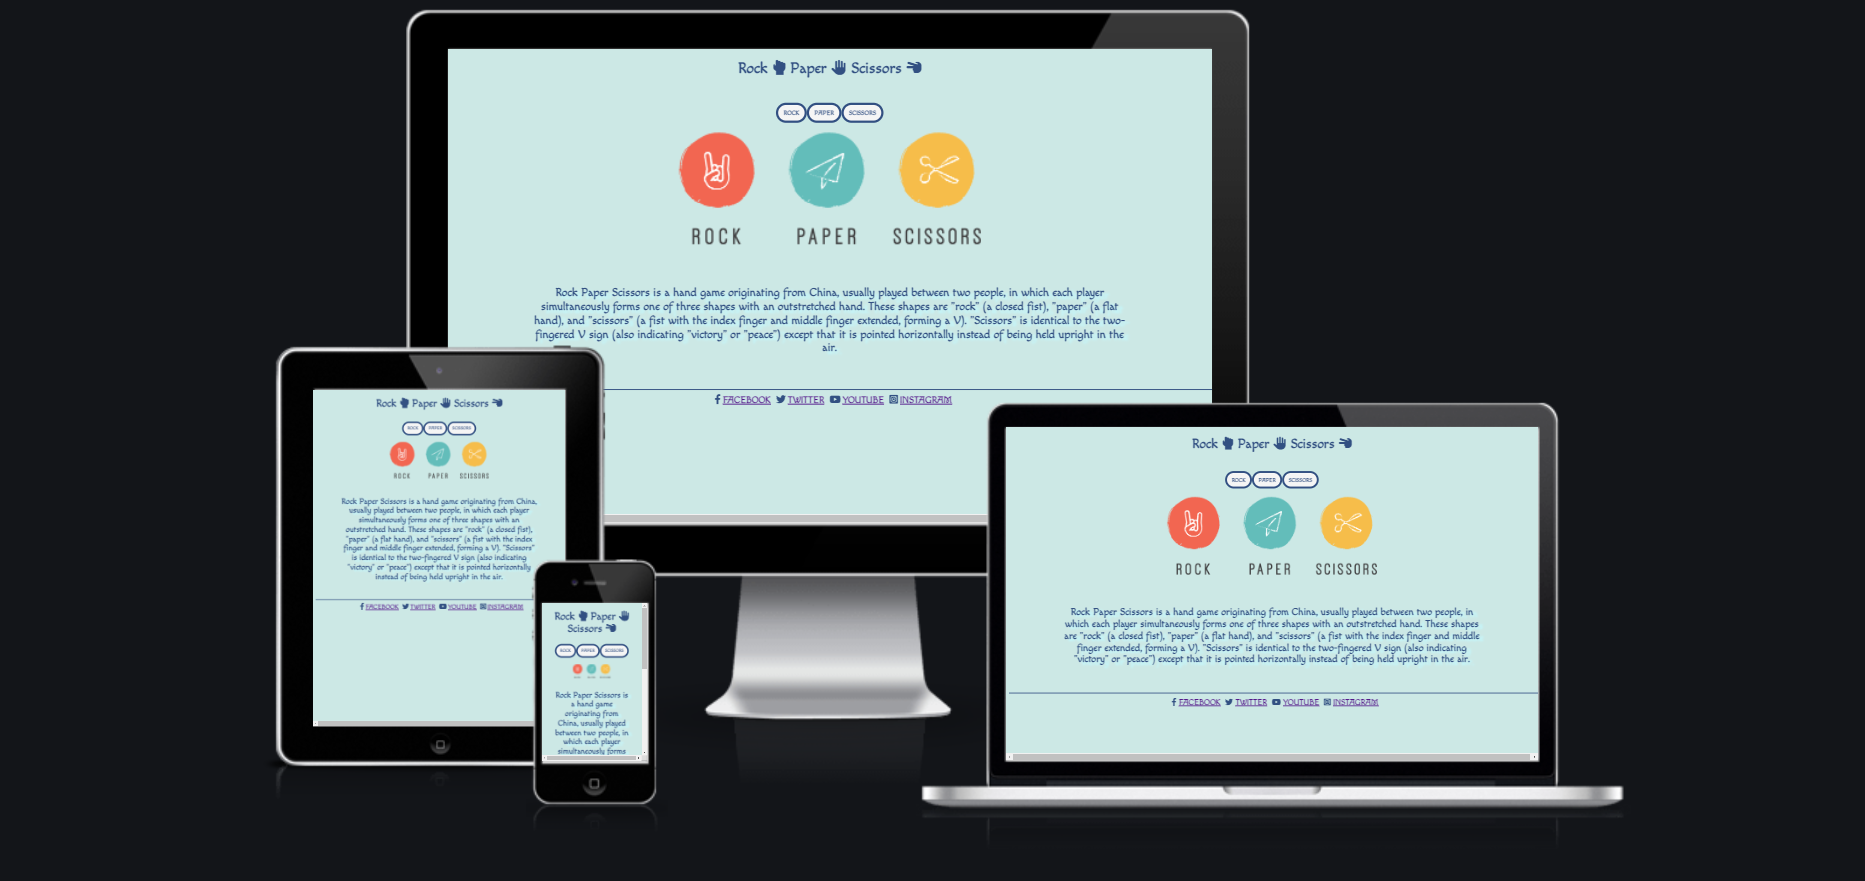 Rock Paper Scissors
ROCK PAPER SCISSORS
ROCK PAPER SCISSORS
Rock Paper Scissors is a hand game originating from China, usually played between two people, in which each player
simultaneously forms one of three shapes with an outstretched hand. These shapes are "rock" (a closed fist), "paper" (a flat
hand), and "scissors" (a fist with the index finger and middle finger extended, forming a V). "Scissors" is identical to the two-
fingered V sign (also indicating "victory" or "peace") except that it is pointed horizontally instead of being held upright in the
air.
FACEBOOK TWITTER YOUTUBE INSTAGRAM
Rock Paper Scissors
ROCK PAPER SCISSORS
ROCK PAPER SCISSORS
Rock Paper Scissors is a hand game originating from China,
usually played between two people, in which each player
simultaneously forms one of three shapes with an
outstretched hand. These shapes are "rock" (a closed fist),
"paper" (a flat hand), and "scissors" (a fist with the index
finger and middle finger extended, forming a V). "Scissors"
is identical to the two-fingered V sign (also indicating
"victory" or "peace") except that it is pointed horizontally
instead of being held upright in the air.
FACEBOOK TWITTER YOUTUBE INSTAGRAM
Rock Paper
Scissors
ROCK PAPER SCISSORS
Rock Paper Scissors is
a hand game
originating from
China, usually played
between two people, in
which each player
simultaneously forms
Rock Paper Scissors
ROCK PAPER SCISSORS
ROCK PAPER SCISSORS
Rock Paper Scissors is a hand game originating from China, usually played between two people, in
which each player simultaneously forms one of three shapes with an outstretched hand. These shapes
are "rock" (a closed fist), "paper" (a flat hand), and "scissors" (a fist with the index finger and middle
finger extended, forming a V). "Scissors" is identical to the two-fingered V sign (also indicating
"victory" or "peace") except that it is pointed horizontally instead of being held upright in the air.
FACEBOOK TWITTER YOUTUBE INSTAGRAM